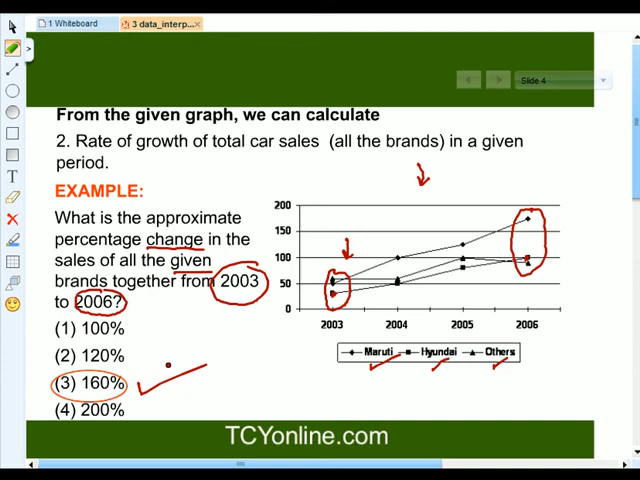 1 Whiteboard
3 data_interp...
Slide 4
From the given graph, we can calculate
2. Rate of growth of total car sales (all the brands) in a given
period.
EXAMPLE:
What is the approximate
percentage change in the
sales of all the given
brands together from 2003
to 2006?
(1) 100%
(2) 120%
(3) 160%
(4) 200%
200
150
100
50
0
2003 2004 2005 2006
Maruti Hyundai Others
TCYonline.com
T